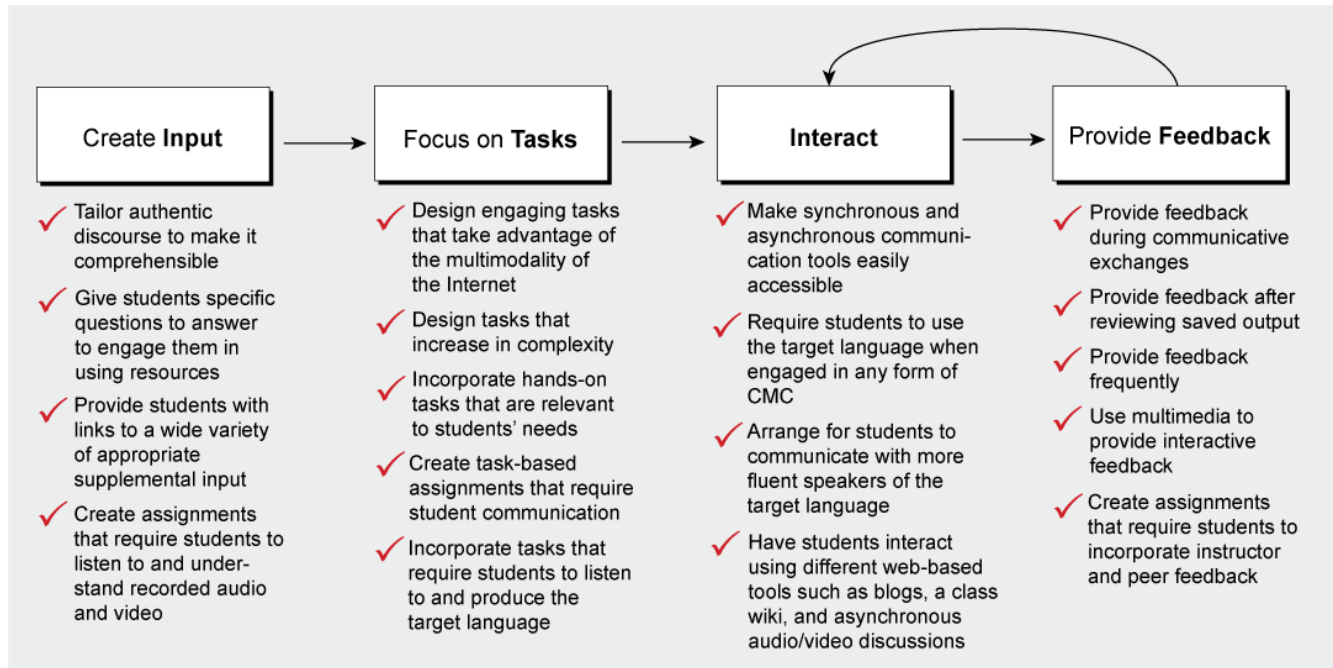 Create Input
Tailor authentic
discourse to make it
comprehensible
Give students specific
questions to answer
to engage them in
using resources
Provide students with
links to a wide variety
of appropriate
supplemental input
Create assignments
that require students to
listen to and under-
stand recorded audio
and video
Focus on Tasks
Design engaging tasks
that take advantage of
the multimodality of
the Internet
Design tasks that
increase in complexity
Incorporate hands-on
tasks that are relevant
to students' needs
Create task-based
assignments that require
student communication
Incorporate tasks that
require students to listen
to and produce the
target language
Interact
Make synchronous and
asynchronous communi-
cation tools easily
accessible
Require students to use
the target language when
engaged in any form of
CMC
Arrange for students to
communicate with more
fluent speakers of the
target language
Have students interact
using different web-based
tools such as blogs, a class
wiki, and asynchronous
audio/video discussions
Provide Feedback
Provide feedback
during communicative
exchanges
Provide feedback after
reviewing saved output
Provide feedback
frequently
Use multimedia to
provide interactive
feedback
Create assignments
that require students to
incorporate instructor
and peer feedback